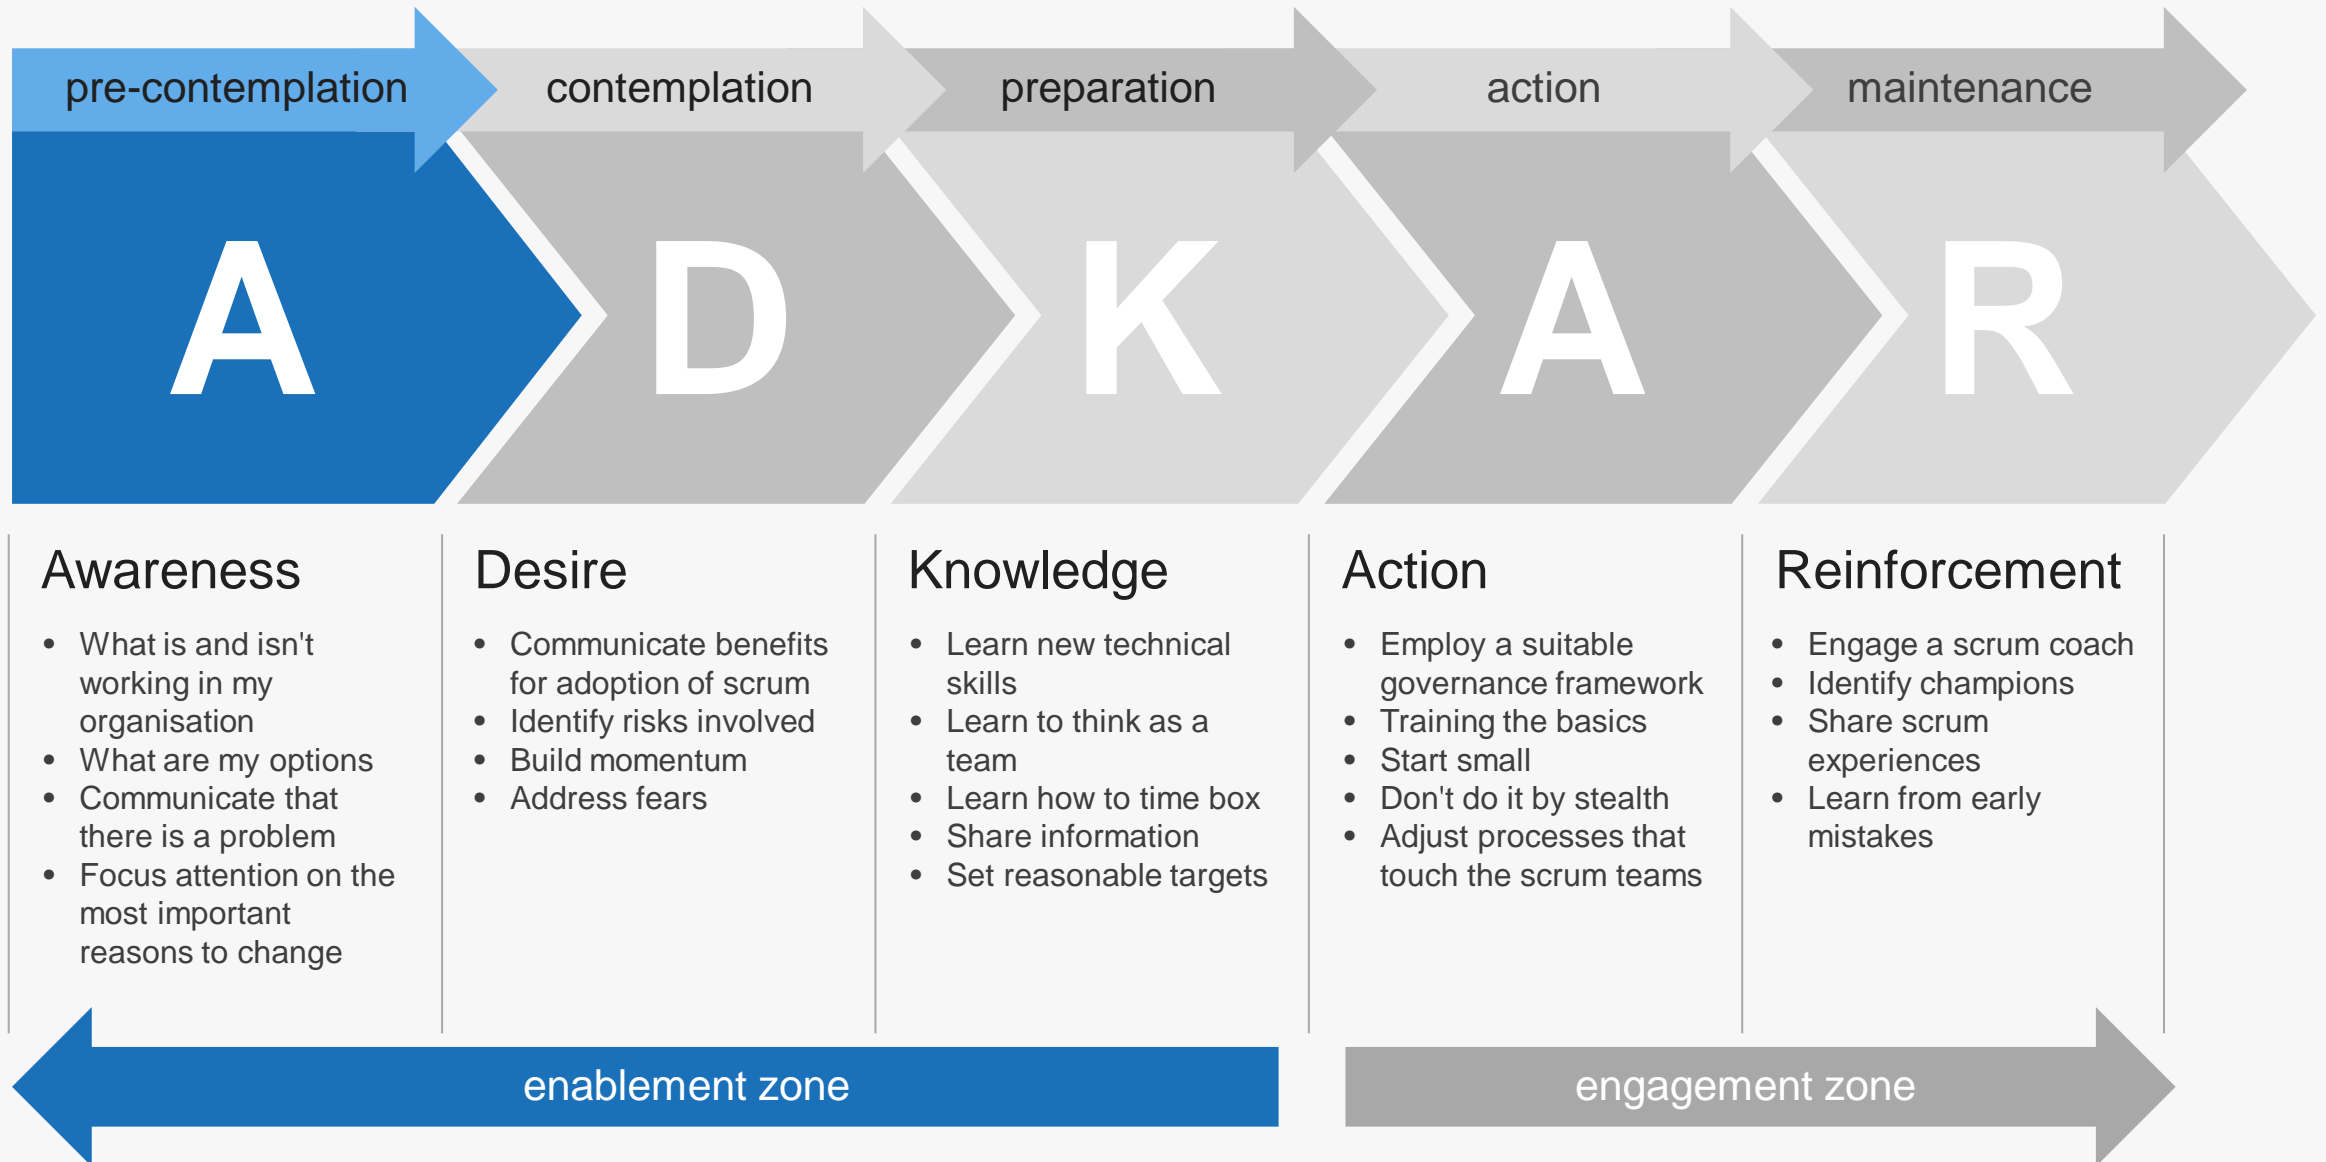 pre-contemplation
contemplation
preparation
action
maintenance
A
D
K
A
R
Awareness
• What is and isn't
working in my
organisation
• What are my options
• Communicate that
there is a problem
• Focus attention on the
most important
reasons to change
Desire
• Communicate benefits
for adoption of scrum
• Identify risks involved
• Build momentum
• Address fears
Knowledge
• Learn new technical
skills
• Learn to think as a
team
• Learn how to time box
• Share information
• Set reasonable targets
Action
• Employ a suitable
governance framework
• Training the basics
• Start small
• Don't do it by stealth
• Adjust processes that
touch the scrum teams
Reinforcement
• Engage a scrum coach
• Identify champions
• Share scrum
experiences
• Learn from early
mistakes
enablement zone
engagement zone